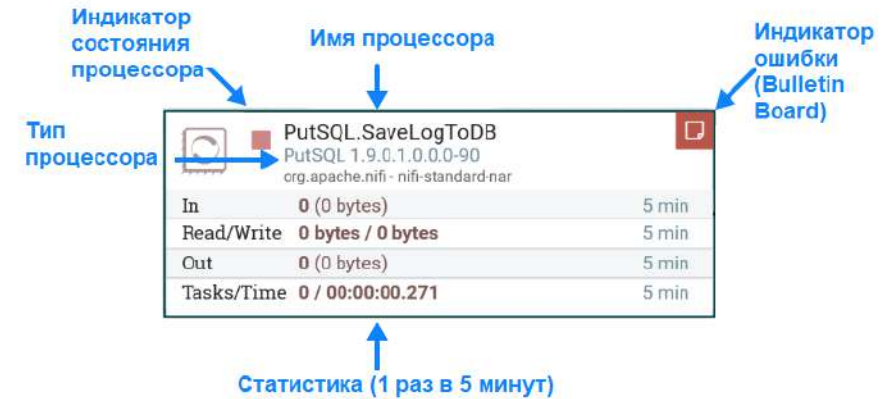 Индикатор
состояния
процессора
Имя процессора
Индикатор
ошибки
(Bulletin
Board)
Тип
процессора
PutSQL.SaveLogToDB
PutSQL 1.9.0.1.0.0.0-90
org.apache.nifi - nifi-standard-nar
In 0 (0 bytes) 5 min
Read/Write 0 bytes / 0 bytes 5 min
Out 0 (0 bytes) 5 min
Tasks/Time 0 / 00:00:00.271 5 min
Статистика (1 раз в 5 минут)